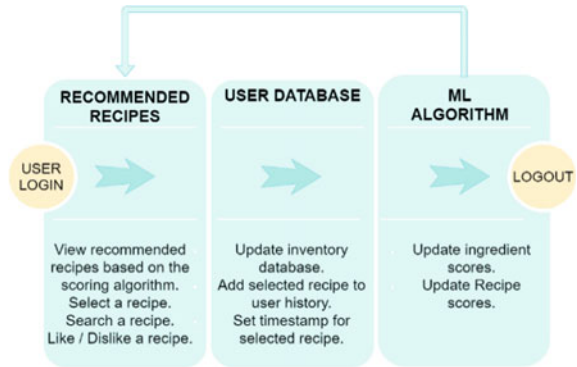 RECOMMENDED
RECIPES
USER DATABASE
ML
ALGORITHM
USER
LOGIN
LOGOUT
View recommended
recipes based on the
scoring algorithm.
Select a recipe.
Search a recipe.
Like / Dislike a recipe.
Update inventory
database.
Add selected recipe to
user history.
Set timestamp for
selected recipe.
Update ingredient
scores.
Update Recipe
scores.